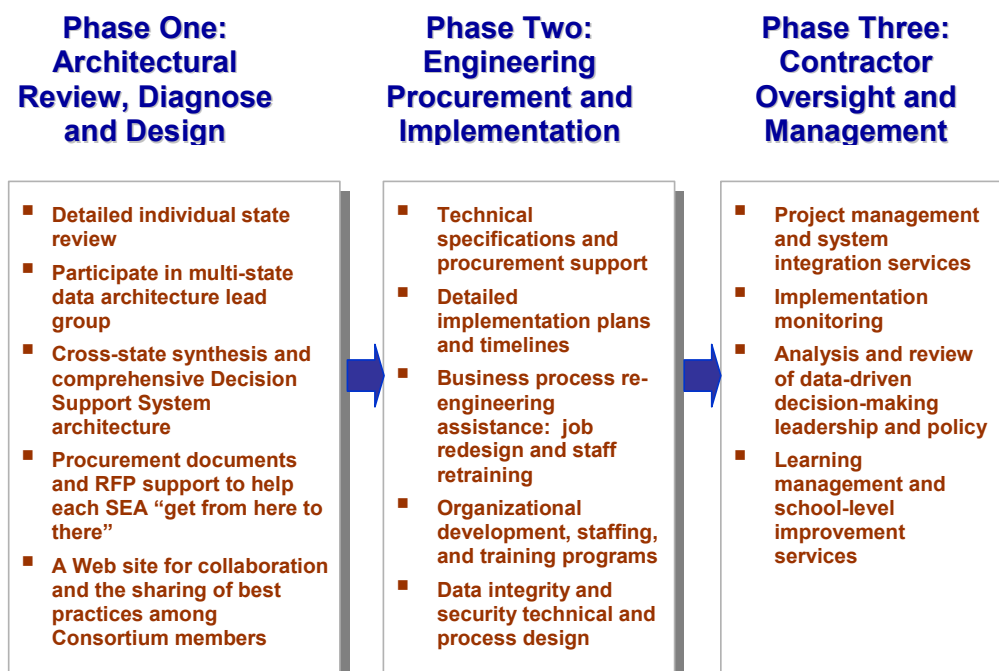 Phase One:
Architectural
Review, Diagnose
and Design
▪ Detailed individual state
review
▪ Participate in multi-state
data architecture lead
group
▪ Cross-state synthesis and
comprehensive Decision
Support System
architecture
▪ Procurement documents
and RFP support to help
each SEA “get from here to
there”
▪ A Web site for collaboration
and the sharing of best
practices among
Consortium members
Phase Two:
Engineering
Procurement and
Implementation
▪ Technical
specifications and
procurement support
▪ Detailed
implementation plans
and timelines
▪ Business process re-
engineering
assistance: job
redesign and staff
retraining
▪ Organizational
development, staffing,
and training programs
▪ Data integrity and
security technical and
process design
Phase Three:
Contractor
Oversight and
Management
▪ Project management
and system
integration services
▪ Implementation
monitoring
▪ Analysis and review
of data-driven
decision-making
leadership and policy
▪ Learning
management and
school-level
improvement
services